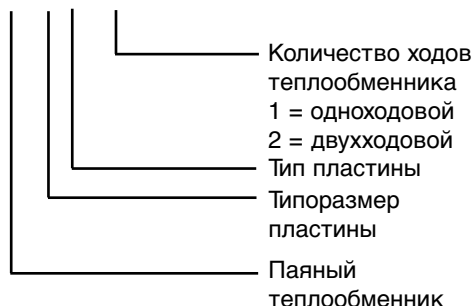 Количество ходов
теплообменника
1 = одноходовой
2 = двухходовой
Тип пластины
Типоразмер
пластины
Паяный
теплообменник